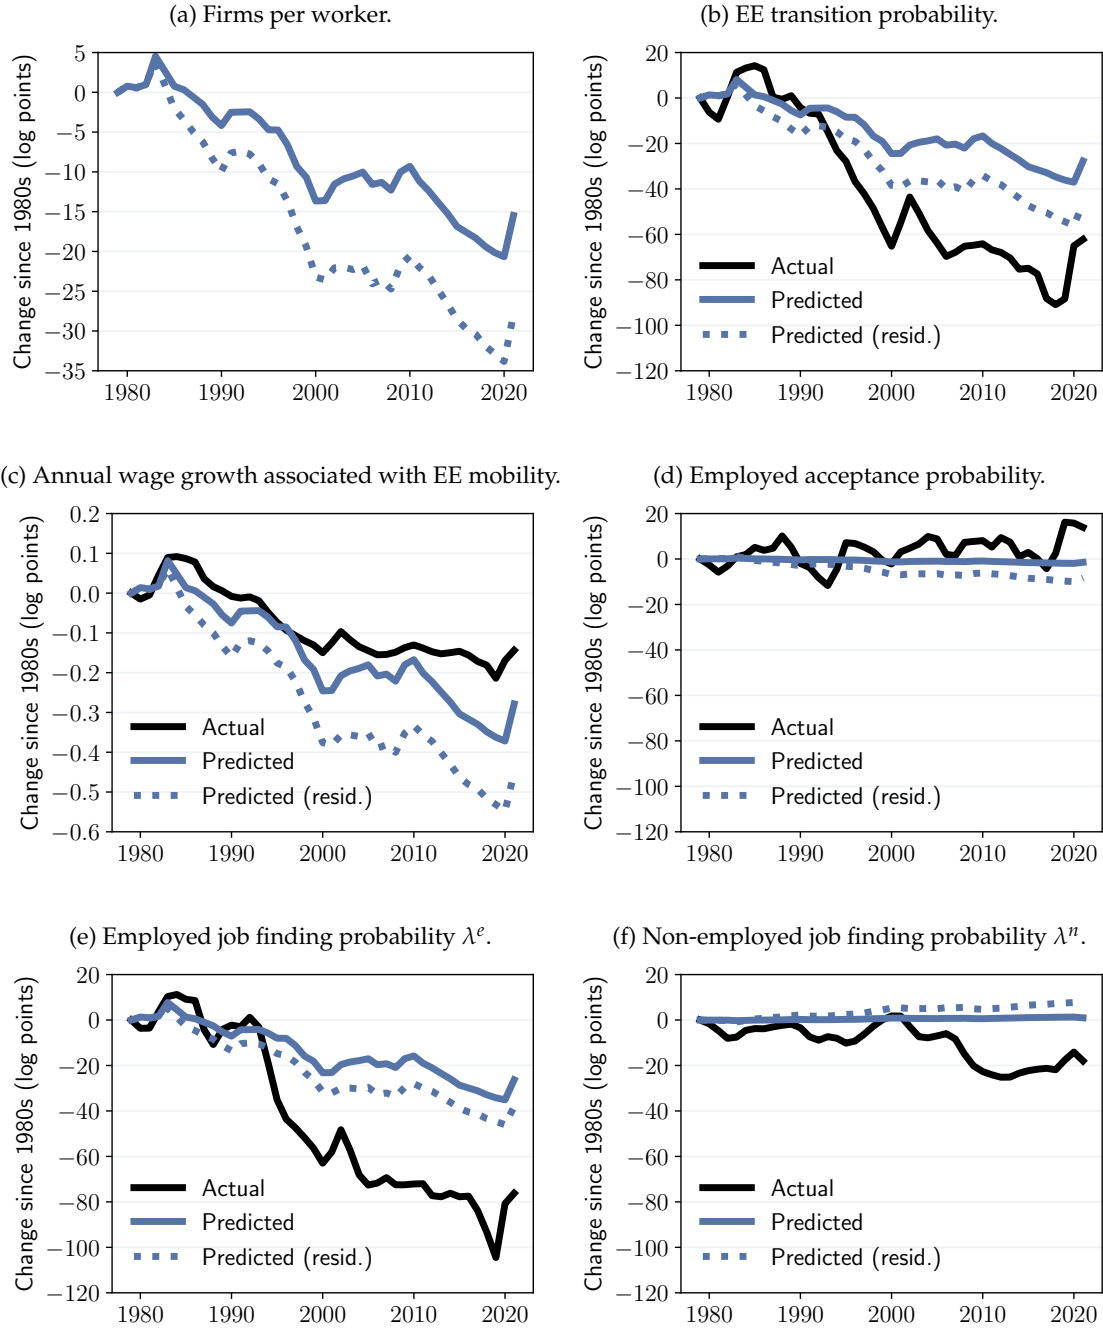 (a) Firms per worker.
Change since 1980s (log points)
5
0
−5
−10
−15
−20
−25
−30
−35
1980
1990
2000
2010
2020
(b) EE transition probability.
Change since 1980s (log points)
20
0
−20
−40
−60
−80
−100
−120
Actual
Predicted
Predicted (resid.)
1980
1990
2000
2010
2020
(c) Annual wage growth associated with EE mobility.
Change since 1980s (log points)
0.2
0.1
0.0
−0.1
−0.2
−0.3
−0.4
−0.5
−0.6
Actual
Predicted
Predicted (resid.)
1980
1990
2000
2010
2020
(d) Employed acceptance probability.
Change since 1980s (log points)
20
0
−20
−40
−60
−80
−100
−120
Actual
Predicted
Predicted (resid.)
1980
1990
2000
2010
2020
(e) Employed job finding probability λᵉ.
Change since 1980s (log points)
20
0
−20
−40
−60
−80
−100
−120
Actual
Predicted
Predicted (resid.)
1980
1990
2000
2010
2020
(f) Non-employed job finding probability λⁿ.
Change since 1980s (log points)
20
0
−20
−40
−60
−80
−100
−120
Actual
Predicted
Predicted (resid.)
1980
1990
2000
2010
2020